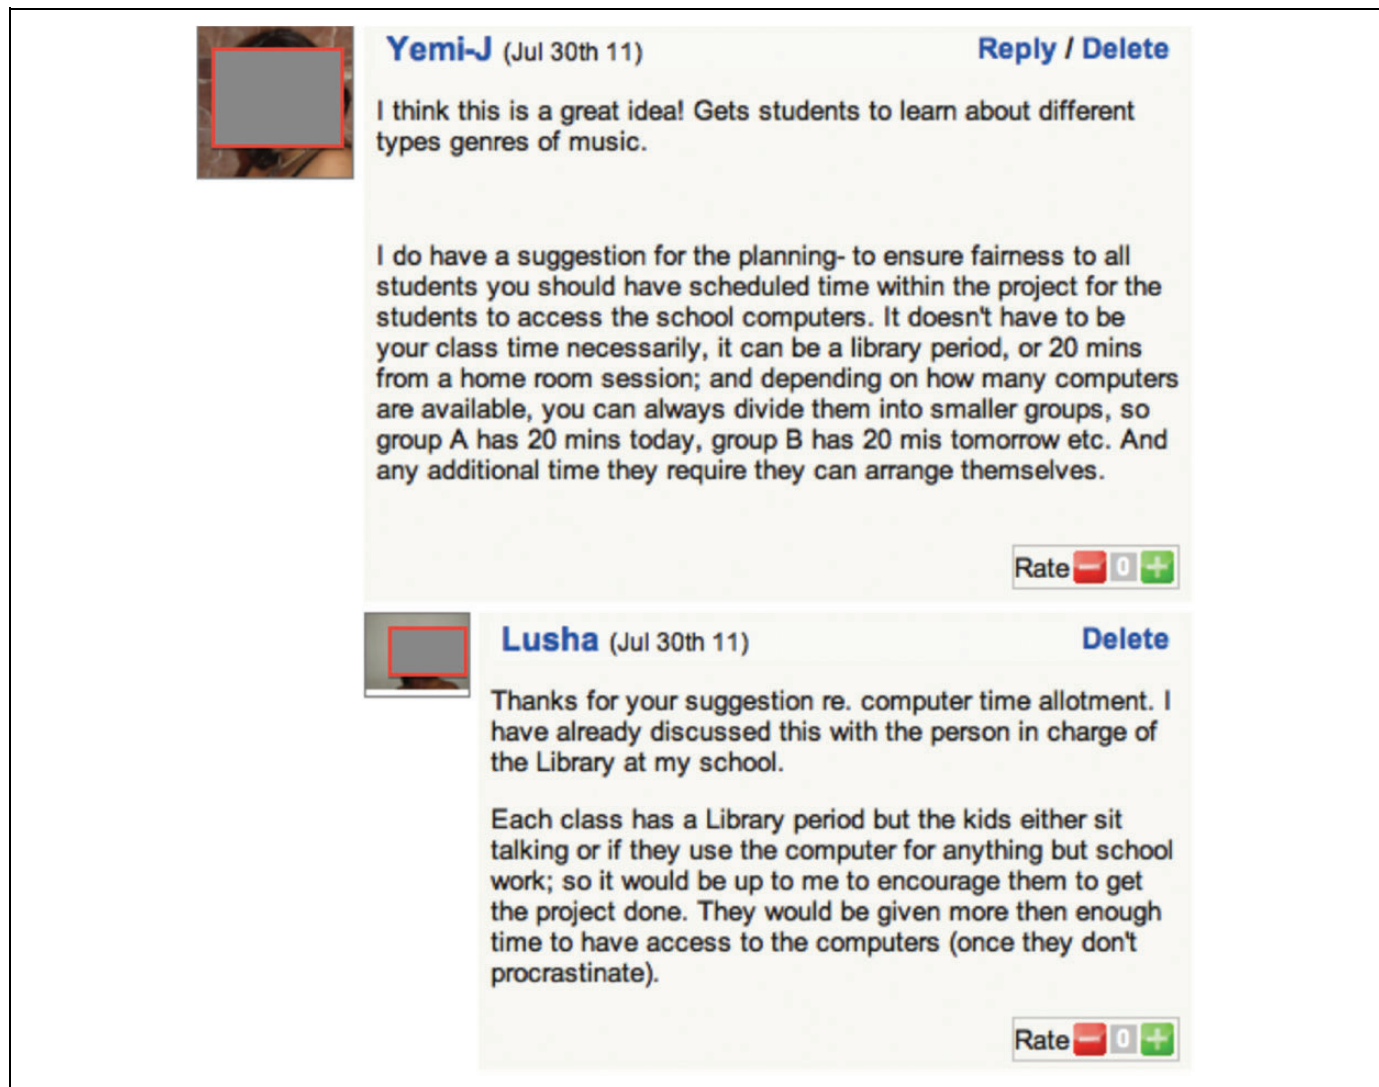 Yemi-J (Jul 30th 11) Reply / Delete
I think this is a great idea! Gets students to learn about different
types genres of music.
I do have a suggestion for the planning- to ensure fairness to all
students you should have scheduled time within the project for the
students to access the school computers. It doesn't have to be
your class time necessarily, it can be a library period, or 20 mins
from a home room session; and depending on how many computers
are available, you can always divide them into smaller groups, so
group A has 20 mins today, group B has 20 mis tomorrow etc. And
any additional time they require they can arrange themselves.
Rate 0
Lusha (Jul 30th 11) Delete
Thanks for your suggestion re. computer time allotment. I
have already discussed this with the person in charge of
the Library at my school.
Each class has a Library period but the kids either sit
talking or if they use the computer for anything but school
work; so it would be up to me to encourage them to get
the project done. They would be given more then enough
time to have access to the computers (once they don't
procrastinate).
Rate 0